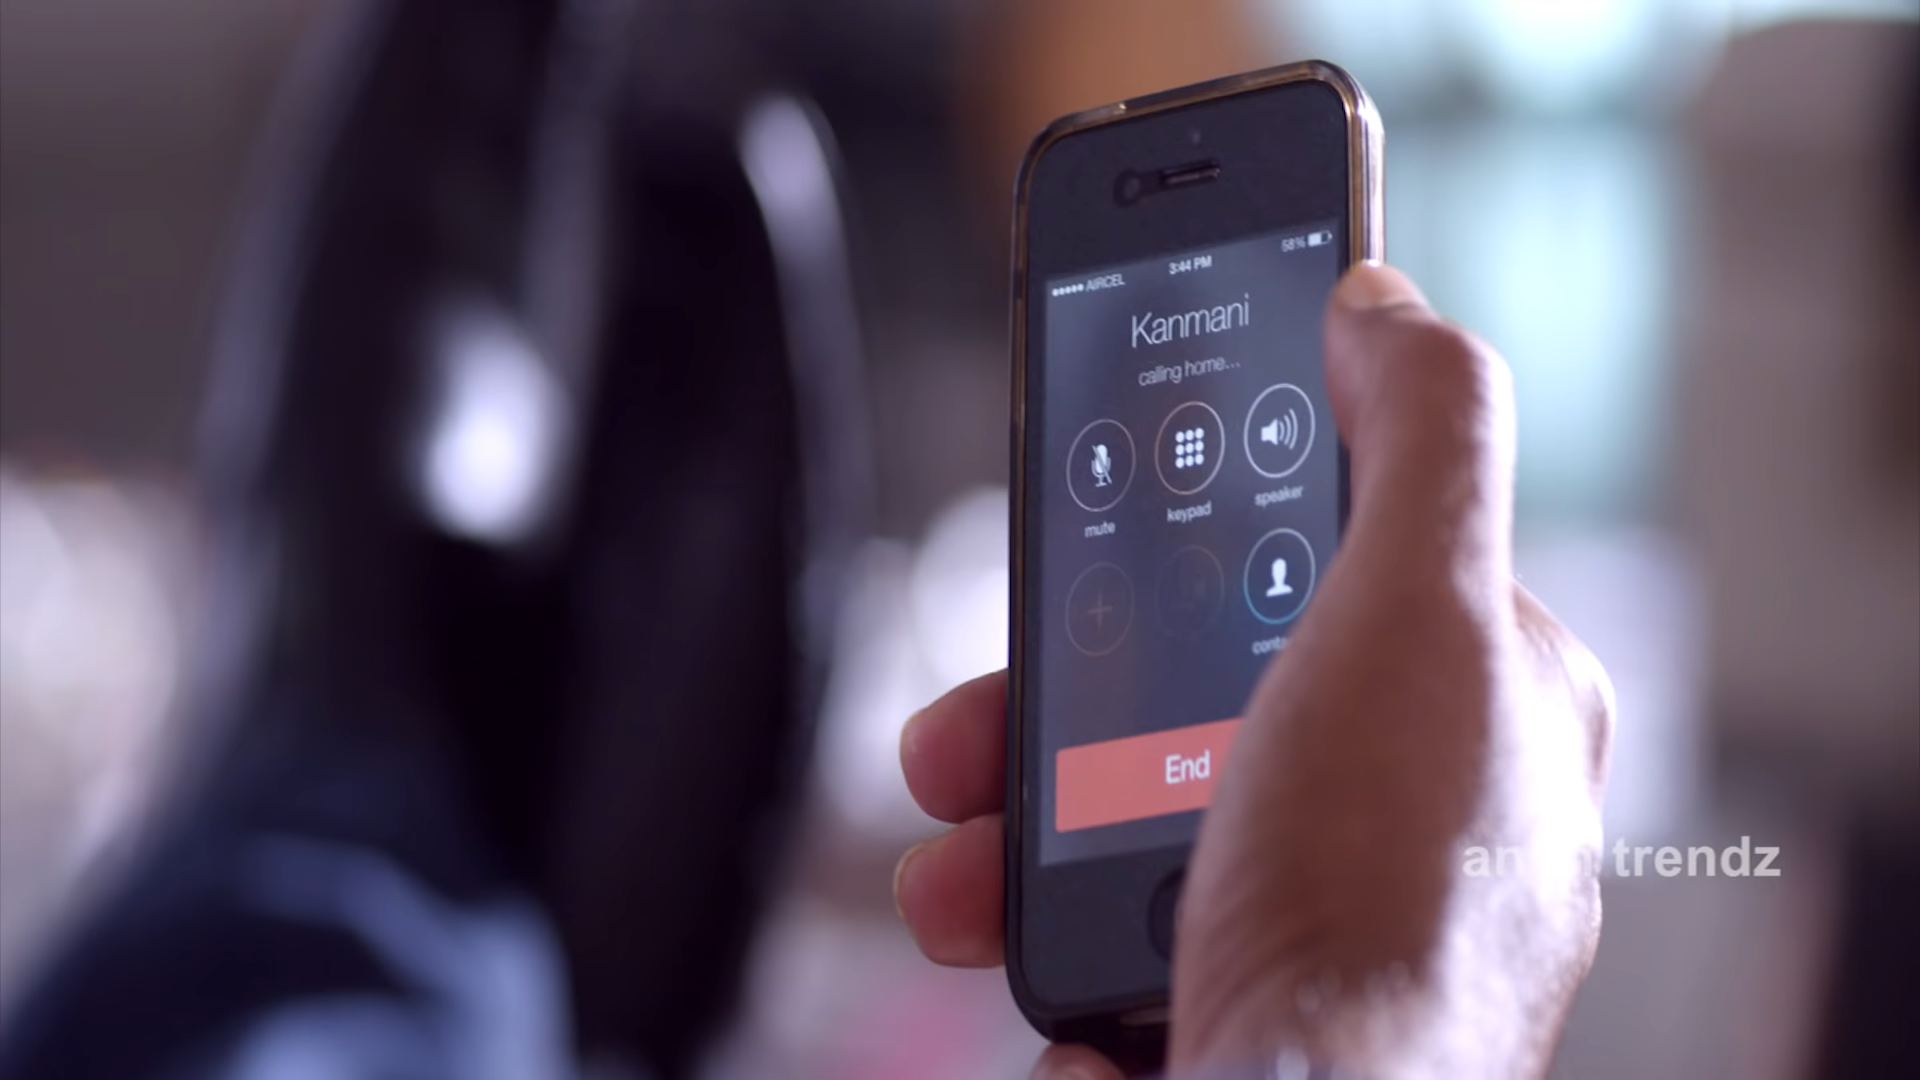 ●●●●● AIRCEL 3:44 PM 58%
Kanmani
calling home...
mute keypad speaker
End
trendz